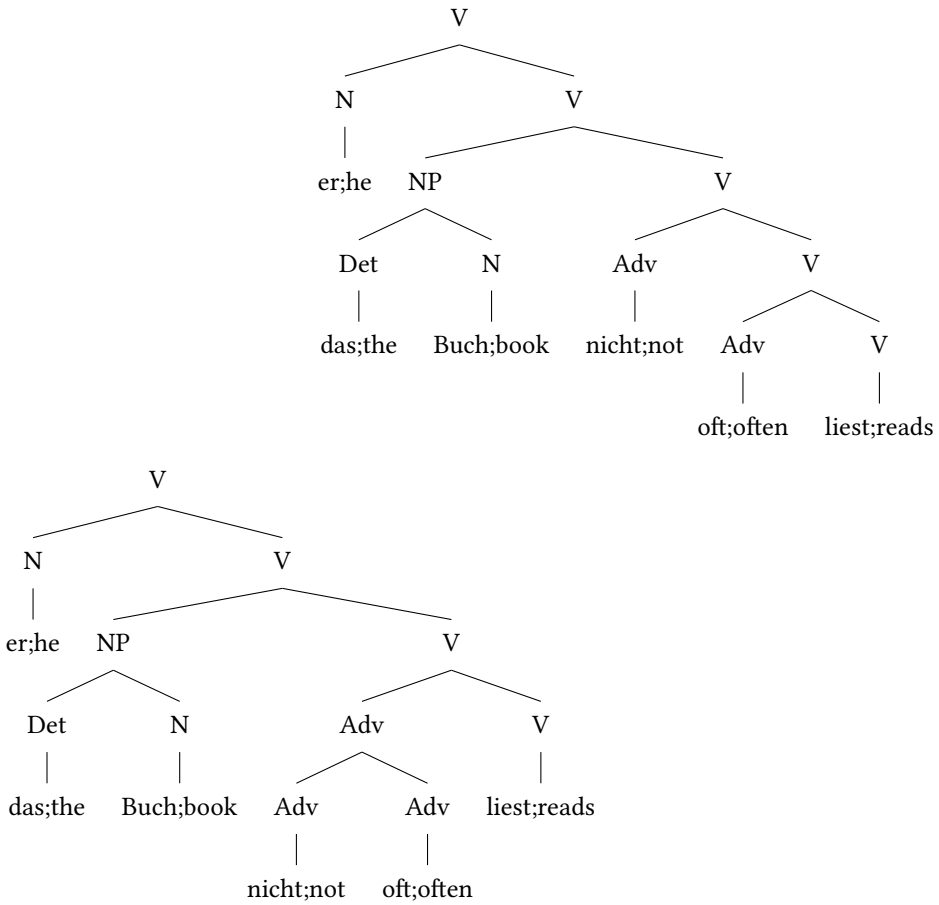 V
N V
er;he NP V
Det N Adv V
das;the Buch;book nicht;not Adv V
oft;often liest;reads
V
N V
er;he NP V
Det N Adv V
das;the Buch;book Adv Adv liest;reads
nicht;not oft;often